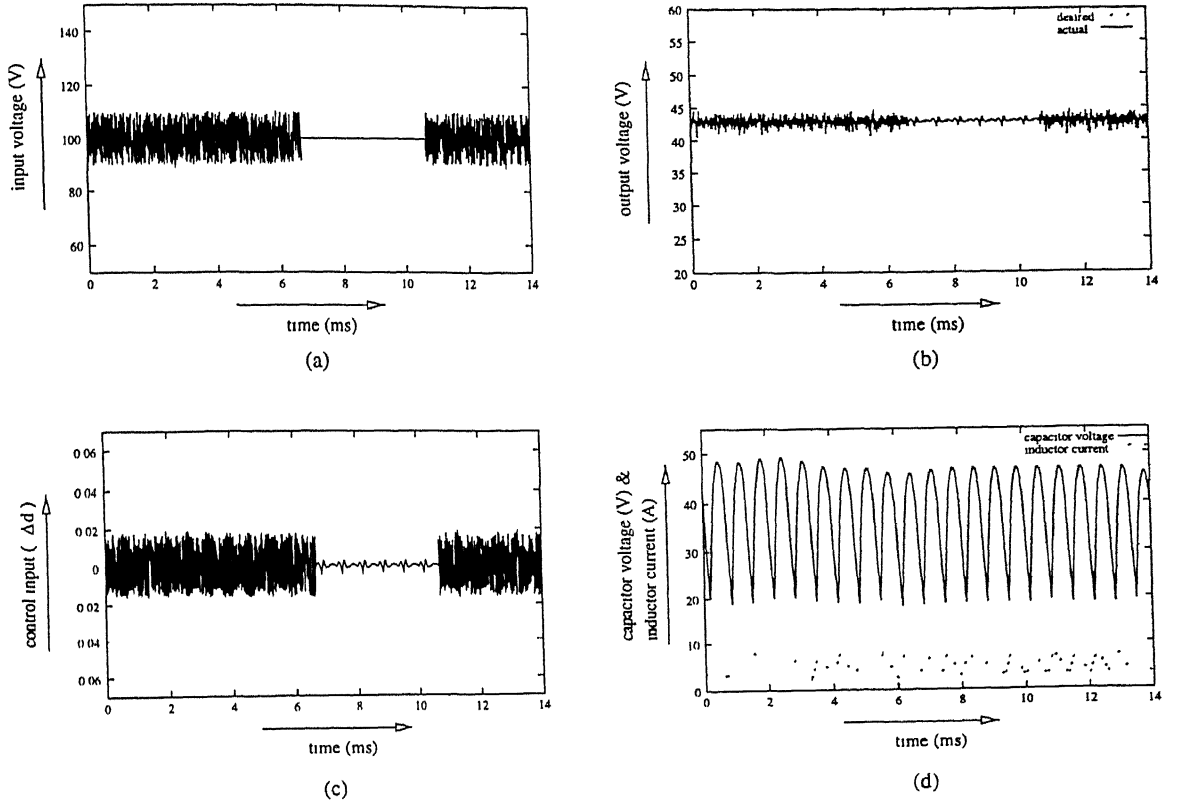 140
120
100
80
60
input voltage (V)
0 2 4 6 8 10 12 14
time (ms)
(a)
60
55
50
45
40
35
30
25
20
output voltage (V)
desired
actual
0 2 4 6 8 10 12 14
time (ms)
(b)
0 06
0 04
0 02
0
0 02
0 04
0 06
control input ( Δd )
0 2 4 6 8 10 12 14
time (ms)
(c)
50
40
30
20
10
0
capacitor voltage (V) &
inductor current (A)
capacitor voltage
inductor current
0 2 4 6 8 10 12 14
time (ms)
(d)